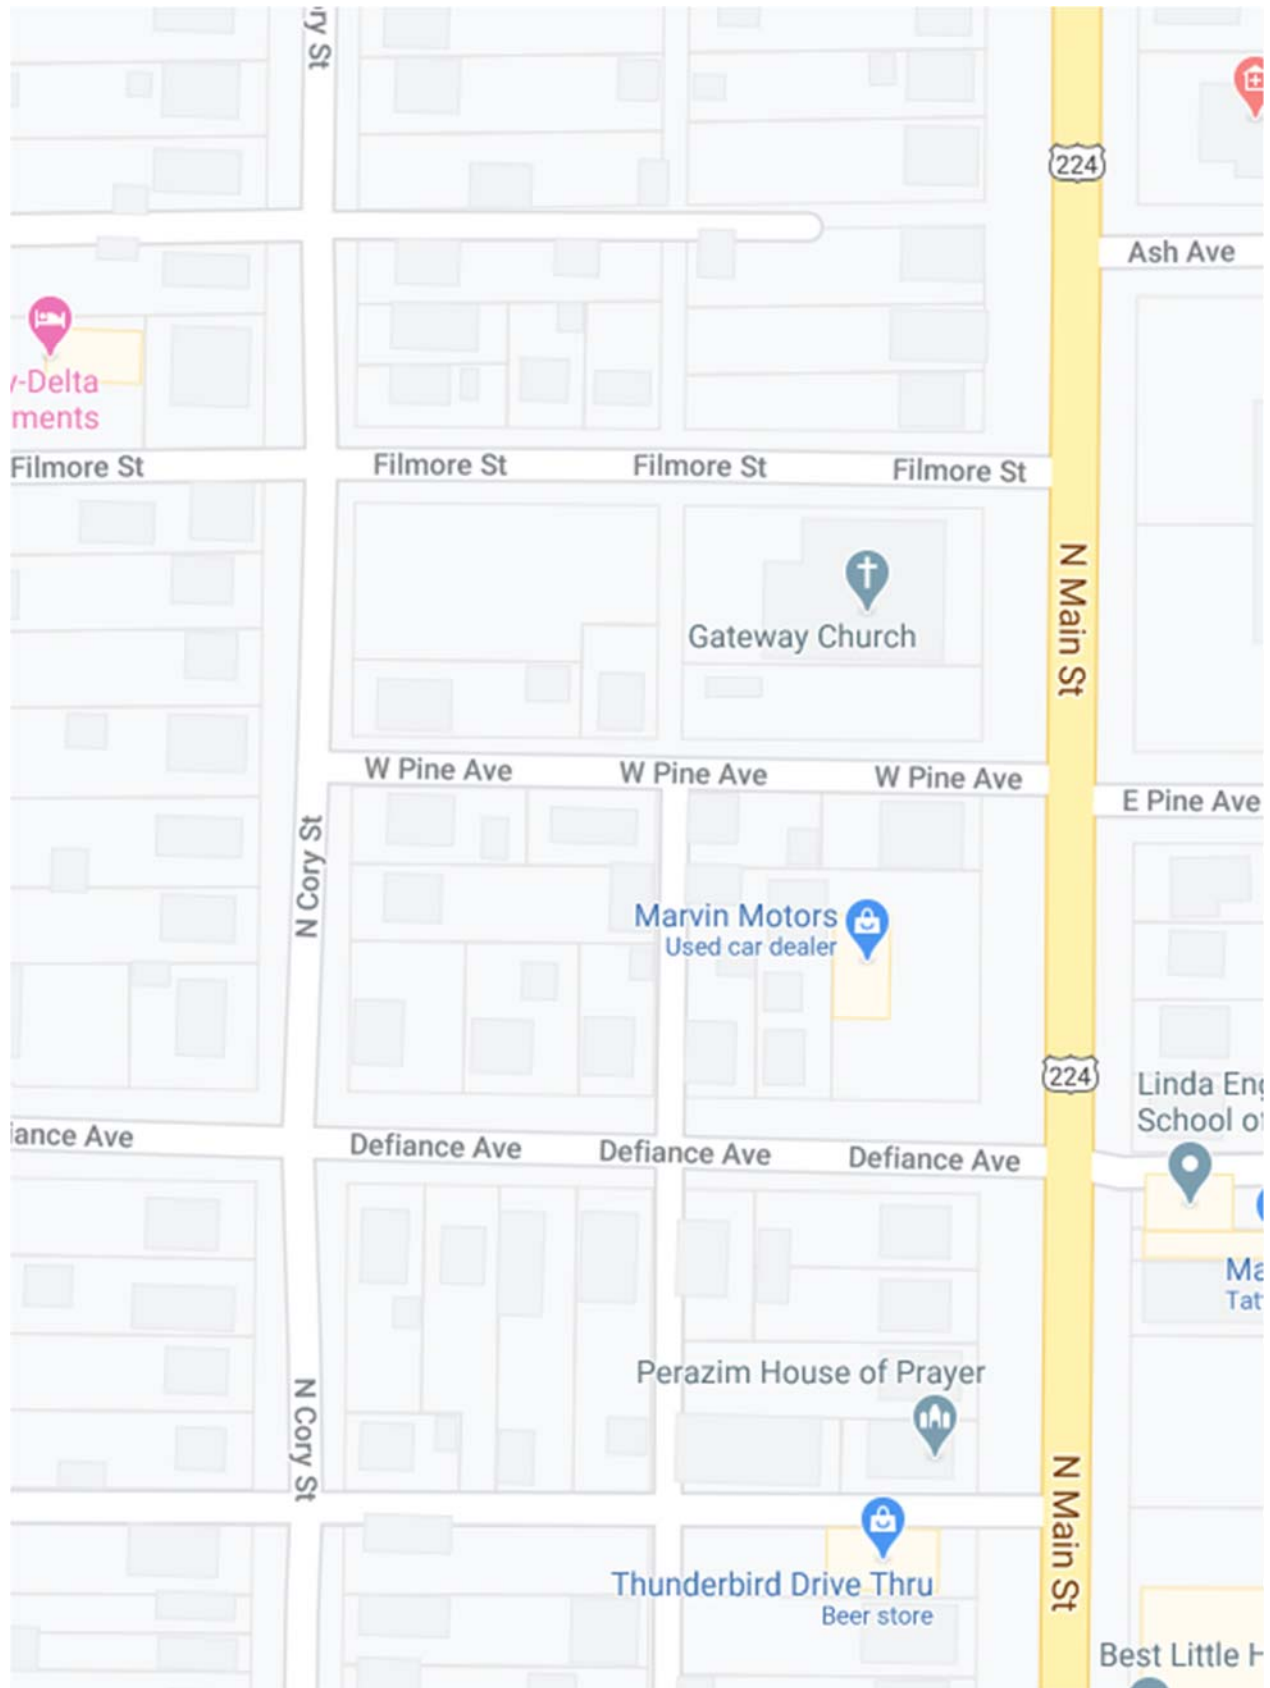 ry St
224
Ash Ave
y-Delta
ments
Filmore St
Filmore St
Filmore St
Filmore St
N Main St
Gateway Church
W Pine Ave
W Pine Ave
W Pine Ave
E Pine Ave
N Cory St
Marvin Motors
Used car dealer
224
Linda Eng
School of
iance Ave
Defiance Ave
Defiance Ave
Defiance Ave
Ma
Tat
Perazim House of Prayer
N Cory St
N Main St
Thunderbird Drive Thru
Beer store
Best Little H